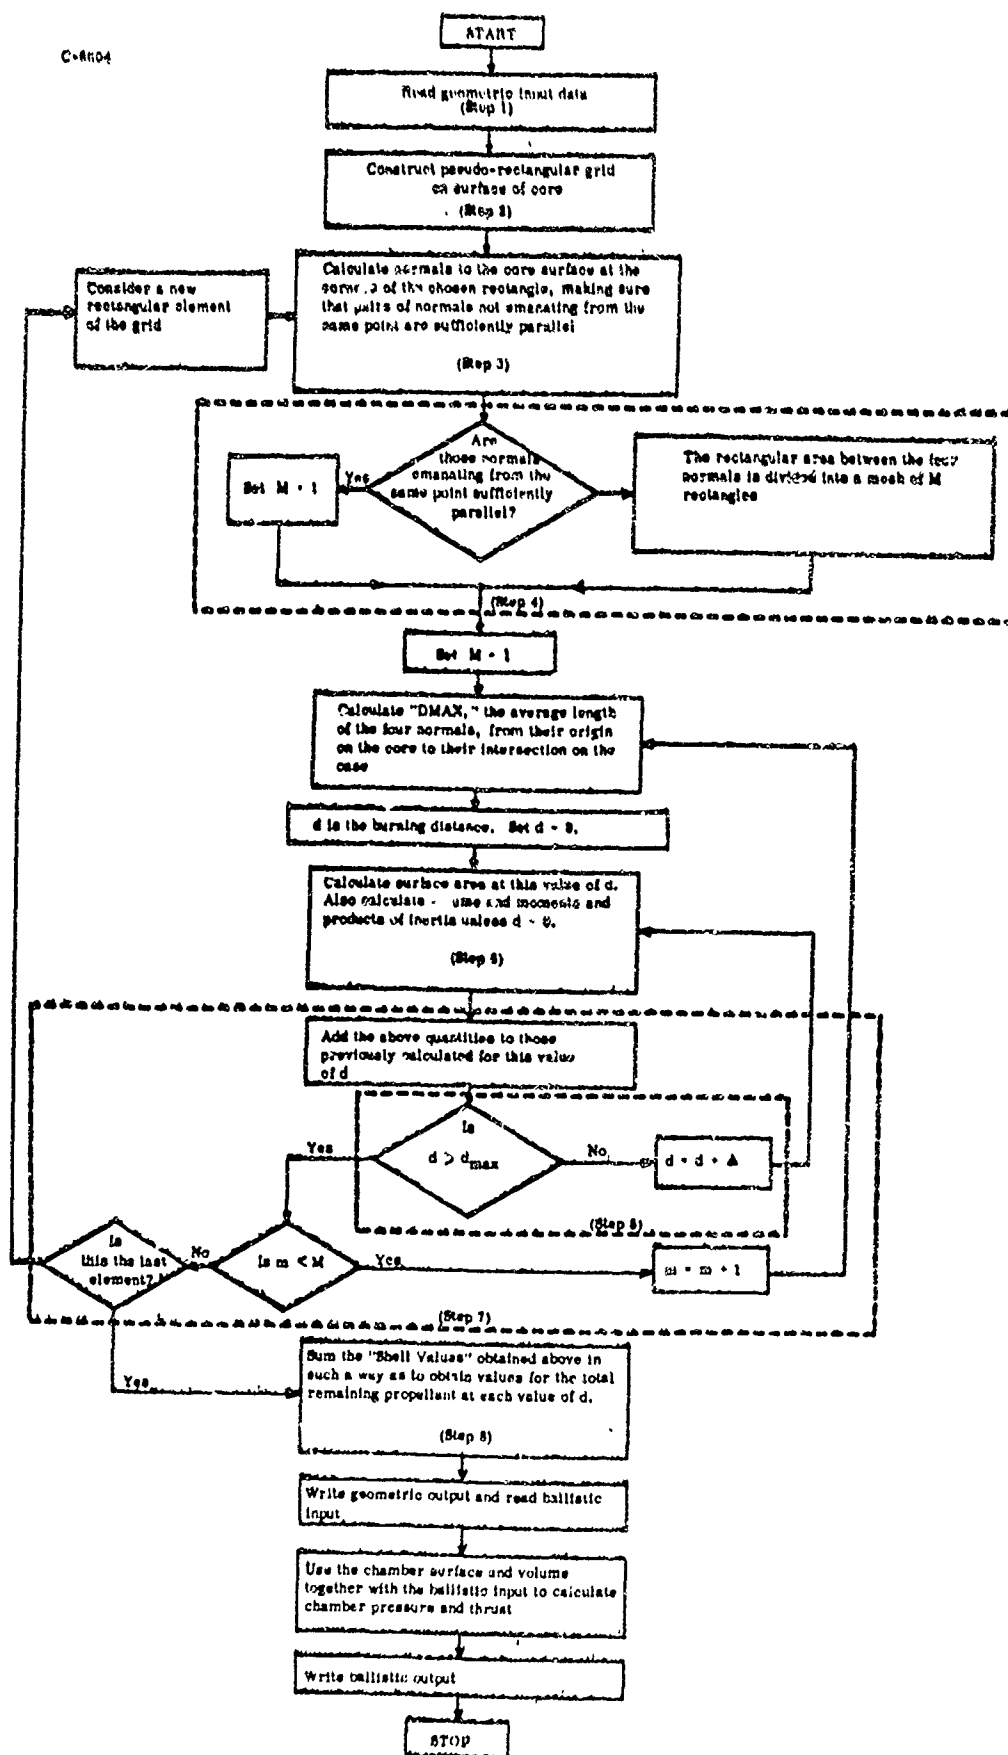 C-8604
START
Read geometric input data
(Step 1)
Construct pseudo-rectangular grid
on surface of core
(Step 2)
Consider a new
rectangular element
of the grid
Calculate normals to the core surface at the
of the chosen rectangle, making sure
that pairs of normals not emanating from the
same point are sufficiently parallel
(Step 3)
Are
those normals
emanating from the
same point sufficiently
parallel?
Yes
Set M = 1
The rectangular area between the four
normals is divided into a mesh of M
rectangles
(Step 4)
Set M = 1
Calculate "DMAX," the average length
of the four normals, from their origin
on the core to their intersection on the
case
d is the burning distance. Set d = 0.
Calculate surface area at this value of d.
Also calculate and moments and
products of inertia unless d = 0.
(Step 6)
Add the above quantities to those
previously calculated for this value
of d
Is
d > dmax
Yes
No
d = d + Δ
(Step 5)
Is
this the last
element?
No
Is m < M
Yes
m = m + 1
(Step 7)
Yes
Sum the "Shell Values" obtained above in
such a way as to obtain values for the total
remaining propellant at each value of d.
(Step 8)
Write geometric output and read ballistic
input
Use the chamber surface and volume
together with the ballistic input to calculate
chamber pressure and thrust
Write ballistic output
STOP